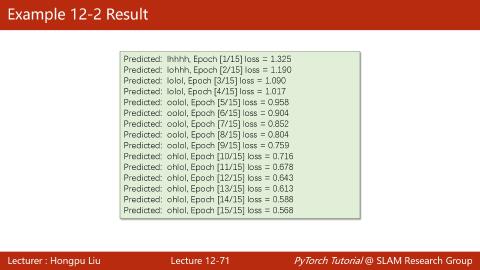 Example 12-2 Result
Predicted: lhhhh, Epoch [1/15] loss = 1.325
Predicted: lohhh, Epoch [2/15] loss = 1.190
Predicted: lolol, Epoch [3/15] loss = 1.090
Predicted: lolol, Epoch [4/15] loss = 1.017
Predicted: oolol, Epoch [5/15] loss = 0.958
Predicted: oolol, Epoch [6/15] loss = 0.904
Predicted: oolol, Epoch [7/15] loss = 0.852
Predicted: oolol, Epoch [8/15] loss = 0.804
Predicted: oolol, Epoch [9/15] loss = 0.759
Predicted: ohlol, Epoch [10/15] loss = 0.716
Predicted: ohlol, Epoch [11/15] loss = 0.678
Predicted: ohlol, Epoch [12/15] loss = 0.643
Predicted: ohlol, Epoch [13/15] loss = 0.613
Predicted: ohlol, Epoch [14/15] loss = 0.588
Predicted: ohlol, Epoch [15/15] loss = 0.568
Lecturer : Hongpu Liu
Lecture 12-71
PyTorch Tutorial @ SLAM Research Group